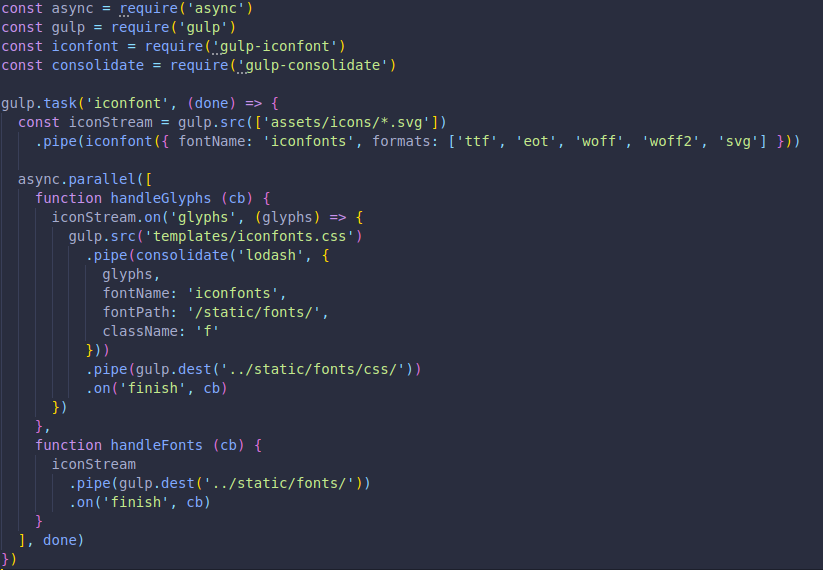 const async = require('async')
const gulp = require('gulp')
const iconfont = require('gulp-iconfont')
const consolidate = require('gulp-consolidate')

gulp.task('iconfont', (done) => {
  const iconStream = gulp.src(['assets/icons/*.svg'])
    .pipe(iconfont({ fontName: 'iconfonts', formats: ['ttf', 'eot', 'woff', 'woff2', 'svg'] }))

  async.parallel([
    function handleGlyphs (cb) {
      iconStream.on('glyphs', (glyphs) => {
        gulp.src('templates/iconfonts.css')
          .pipe(consolidate('lodash', {
            glyphs,
            fontName: 'iconfonts',
            fontPath: '/static/fonts/',
            className: 'f'
          }))
          .pipe(gulp.dest('../static/fonts/css/'))
          .on('finish', cb)
      })
    },
    function handleFonts (cb) {
      iconStream
        .pipe(gulp.dest('../static/fonts/'))
        .on('finish', cb)
    }
  ], done)
})